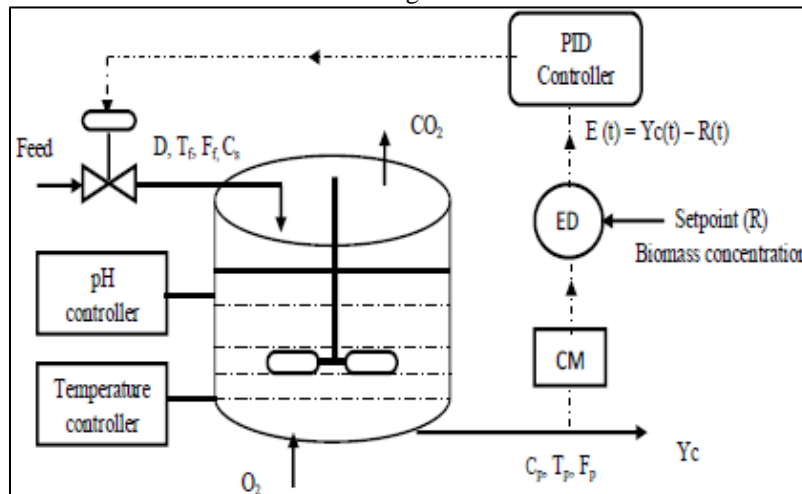 PID
Controller
E (t) = Yc(t) – R(t)
CO₂
Feed
D, Tf, Ff, Cs
ED
Setpoint (R)
Biomass concentration
pH
controller
CM
Temperature
controller
Yc
Cp, Tp, Fp
O₂